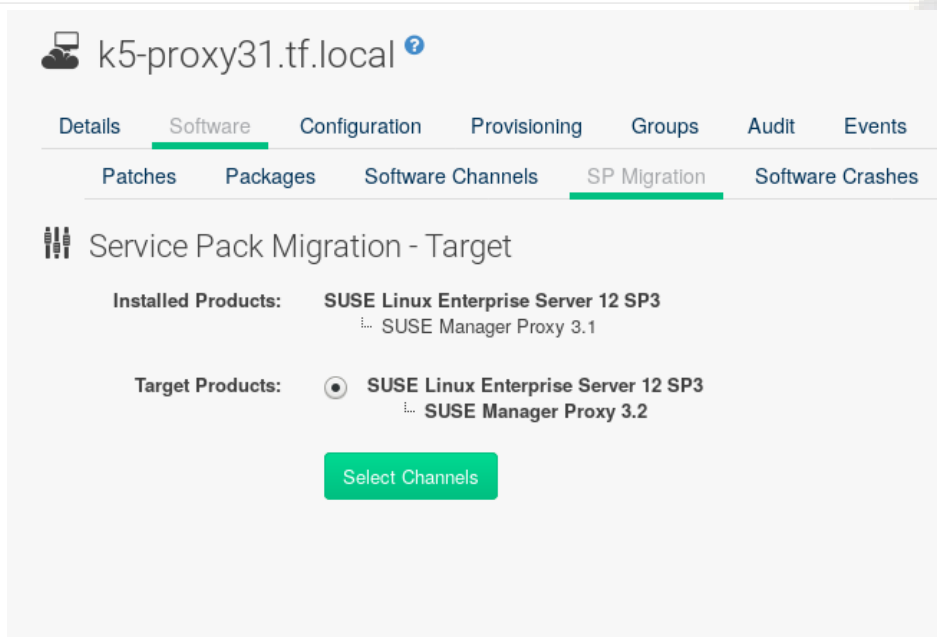 k5-proxy31.tf.local ?
Details Software Configuration Provisioning Groups Audit Events
Patches Packages Software Channels SP Migration Software Crashes
Service Pack Migration - Target
Installed Products: SUSE Linux Enterprise Server 12 SP3
SUSE Manager Proxy 3.1
Target Products: SUSE Linux Enterprise Server 12 SP3
SUSE Manager Proxy 3.2
Select Channels